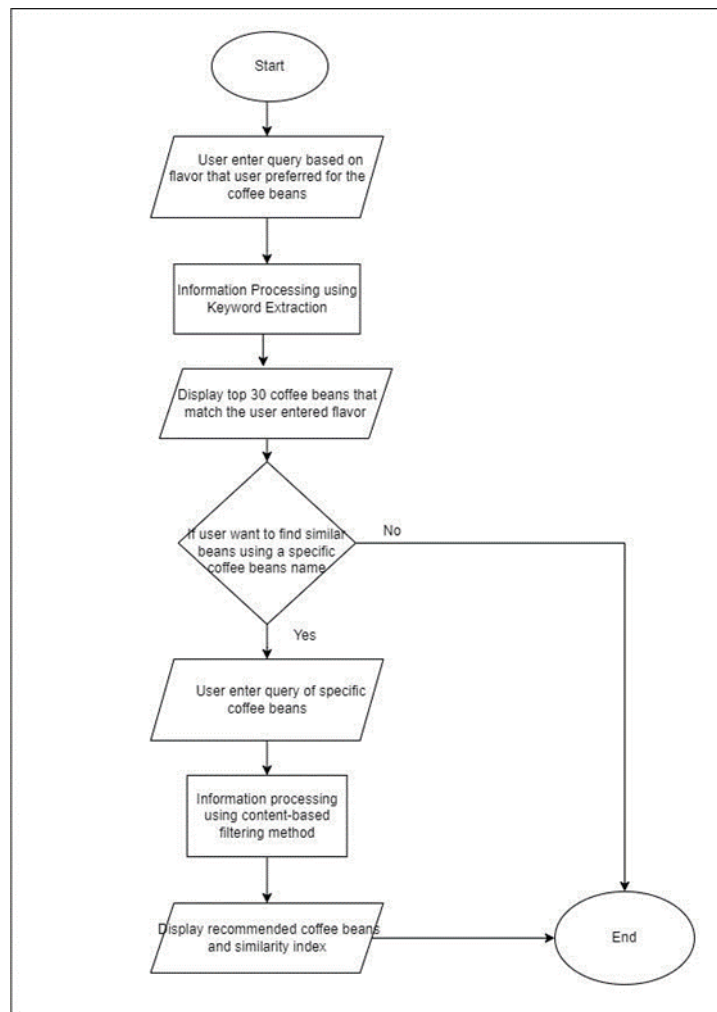 Start
User enter query based on
flavor that user preferred for the
coffee beans
Information Processing using
Keyword Extraction
Display top 30 coffee beans that
match the user entered flavor
If user want to find similar
beans using a specific
coffee beans name
No
Yes
User enter query of specific
coffee beans
Information processing
using content-based
filtering method
Display recommended coffee beans
and similarity index
End